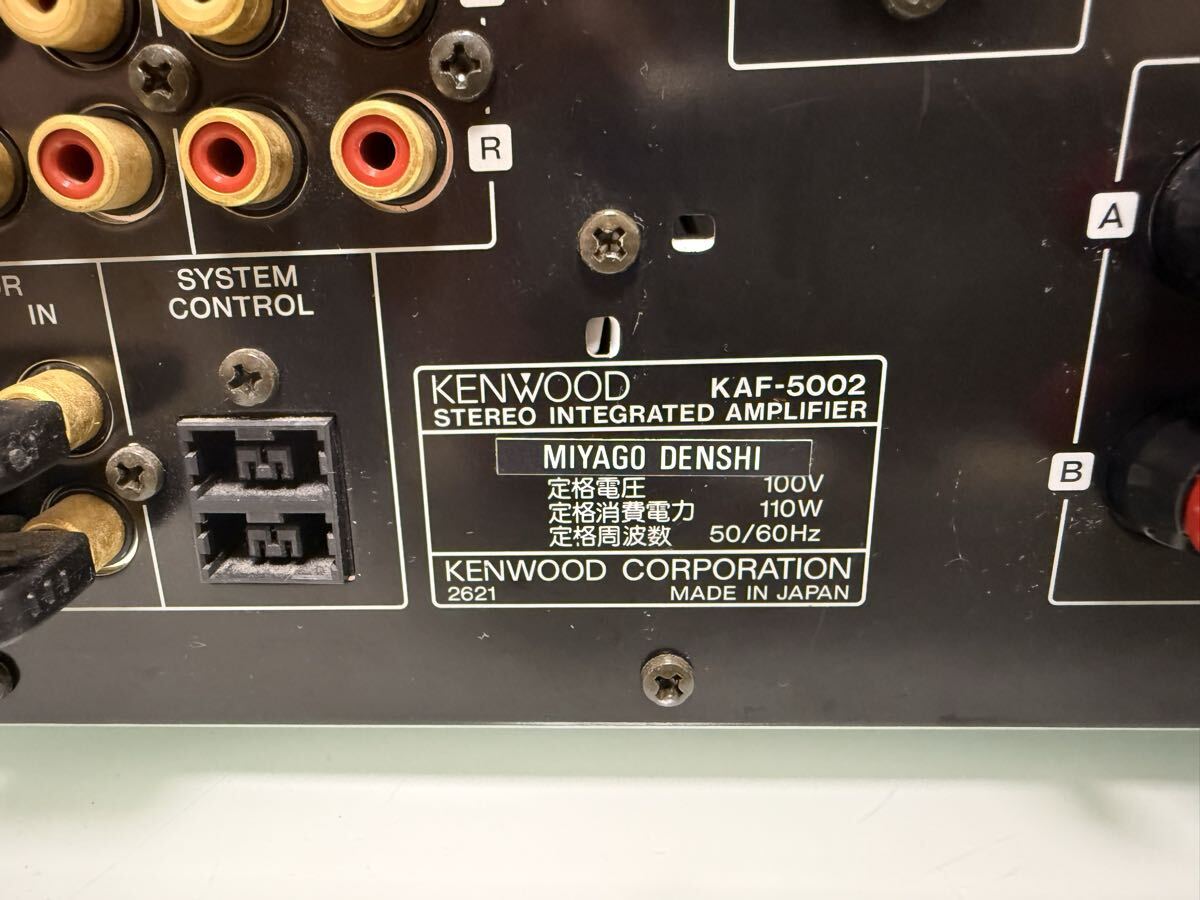 R
A
IN
SYSTEM
CONTROL
B
KENWOOD KAF-5002
STEREO INTEGRATED AMPLIFIER
MIYAGO DENSHI
定格電圧 100V
定格消費電力 110W
定格周波数 50/60Hz
KENWOOD CORPORATION
2621 MADE IN JAPAN